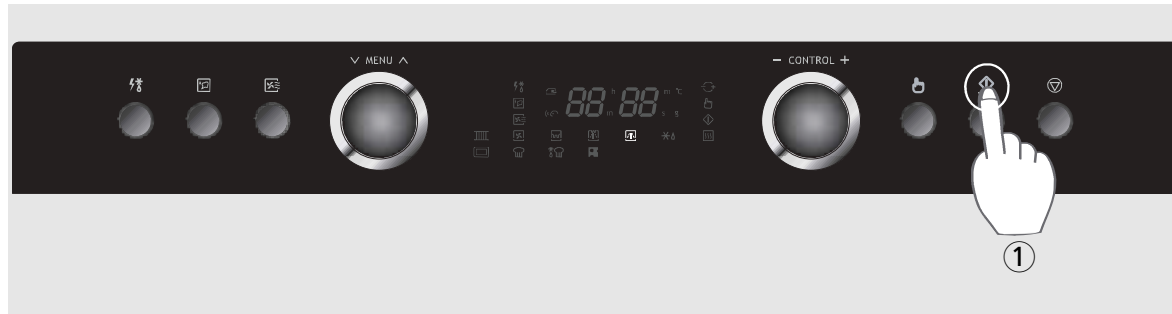 ∨ MENU ∧
− CONTROL +
88 h 88 m °C
m s g
①